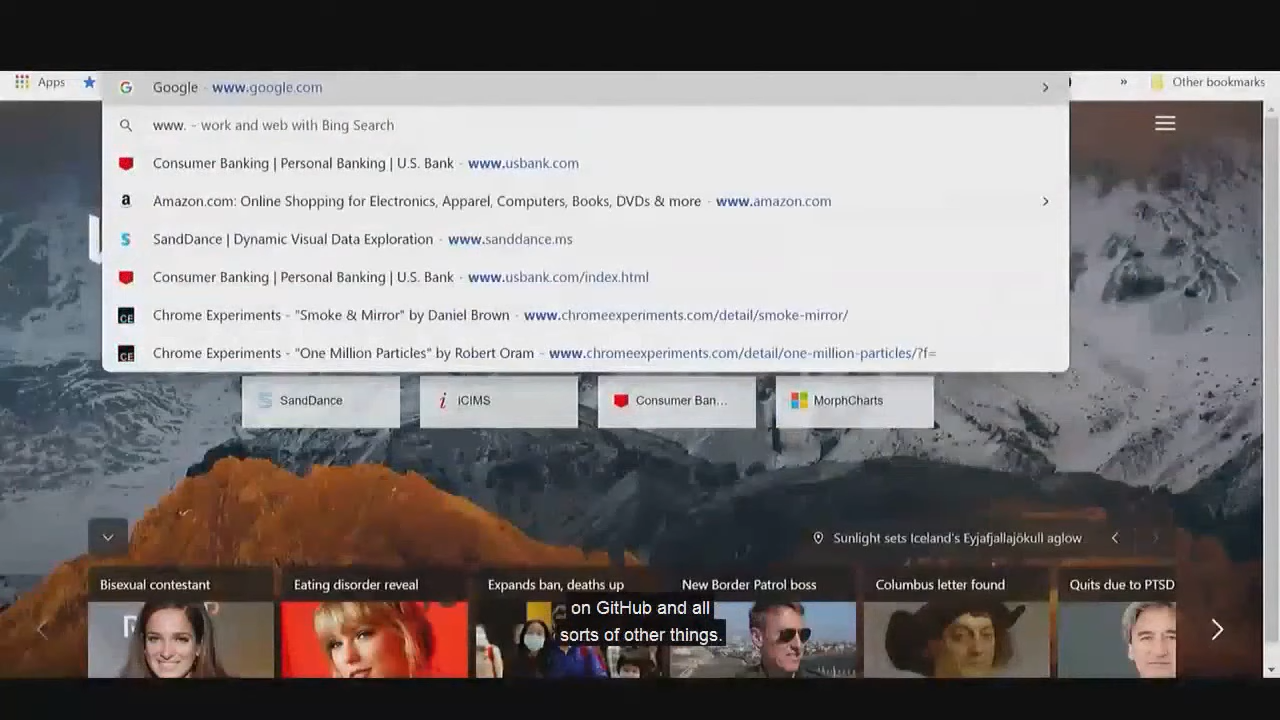 Apps
» Other bookmarks
Google - www.google.com
www. - work and web with Bing Search
Consumer Banking | Personal Banking | U.S. Bank - www.usbank.com
Amazon.com: Online Shopping for Electronics, Apparel, Computers, Books, DVDs & more - www.amazon.com
SandDance | Dynamic Visual Data Exploration - www.sanddance.ms
Consumer Banking | Personal Banking | U.S. Bank - www.usbank.com/index.html
Chrome Experiments - "Smoke & Mirror" by Daniel Brown - www.chromeexperiments.com/detail/smoke-mirror/
Chrome Experiments - "One Million Particles" by Robert Oram - www.chromeexperiments.com/detail/one-million-particles/?f=
SandDance
iCIMS
Consumer Ban...
MorphCharts
Sunlight sets Iceland's Eyjafjallajökull aglow
Bisexual contestant
Eating disorder reveal
Expands ban, deaths up
New Border Patrol boss
Columbus letter found
Quits due to PTSD
on GitHub and all
sorts of other things.